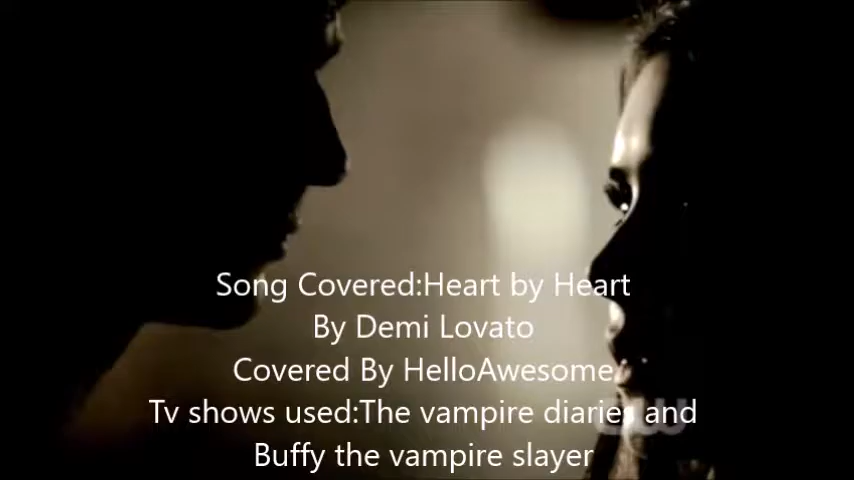 Song Covered:Heart by Heart
By Demi Lovato
Covered By HelloAwesome
Tv shows used:The vampire diaries and
Buffy the vampire slayer